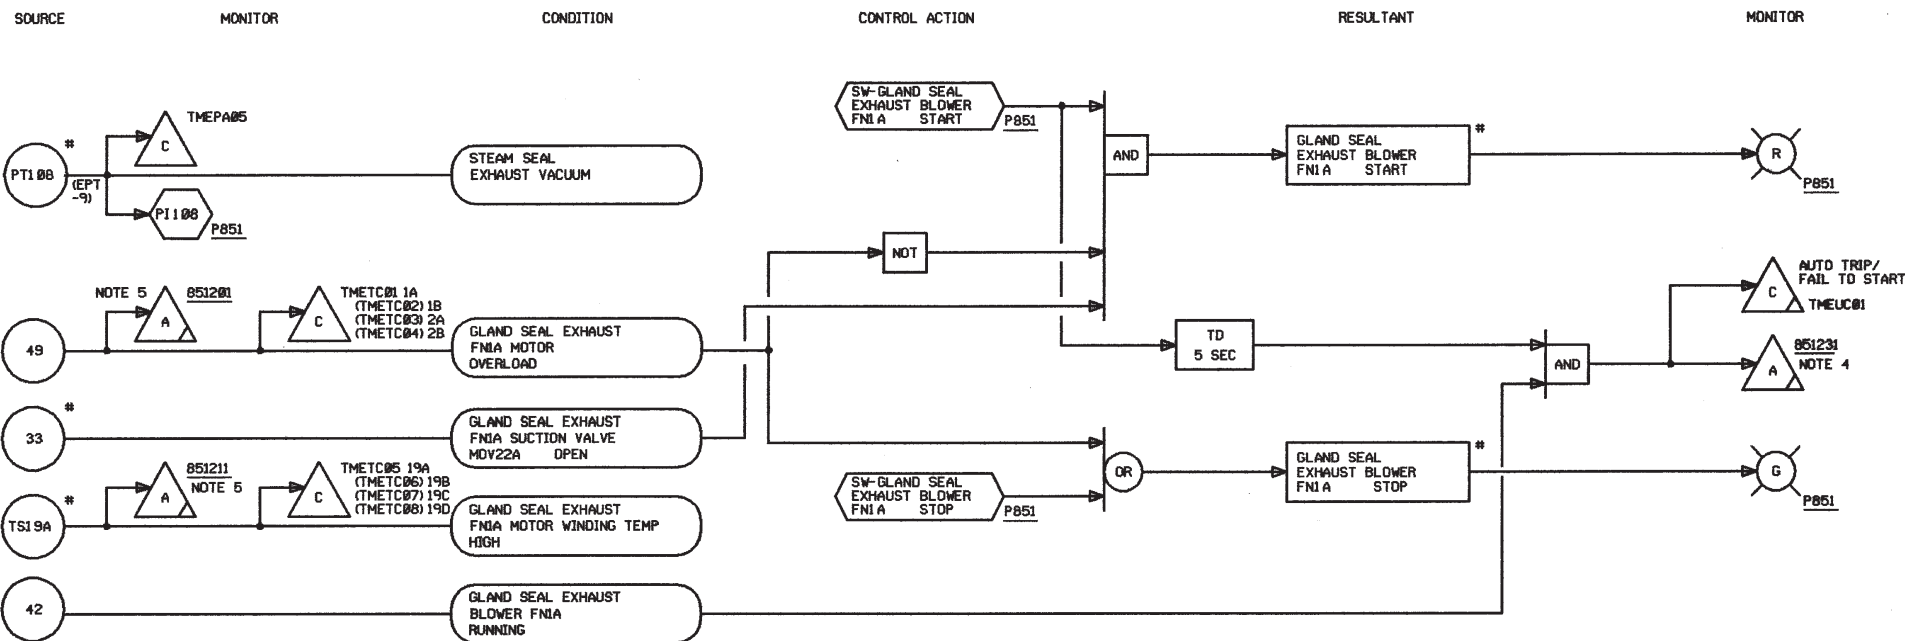 SOURCE
MONITOR
CONDITION
CONTROL ACTION
RESULTANT
MONITOR
PT108
#
(EPT
-9)
C
TMEPA05
PI108
P851
STEAM SEAL
EXHAUST VACUUM
SW-GLAND SEAL
EXHAUST BLOWER
FN1A START
P851
AND
GLAND SEAL
EXHAUST BLOWER
FN1A START
#
R
P851
NOT
49
NOTE 5
A
851201
C
TMETC01 1A
(TMETC02) 1B
(TMETC03) 2A
(TMETC04) 2B
GLAND SEAL EXHAUST
FN1A MOTOR
OVERLOAD
TD
5 SEC
AND
C
AUTO TRIP/
FAIL TO START
TMEUC01
A
851231
NOTE 4
33
#
GLAND SEAL EXHAUST
FN1A SUCTION VALVE
MOV22A OPEN
TS19A
#
A
851211
NOTE 5
C
TMETC05 19A
(TMETC06) 19B
(TMETC07) 19C
(TMETC08) 19D
GLAND SEAL EXHAUST
FN1A MOTOR WINDING TEMP
HIGH
SW-GLAND SEAL
EXHAUST BLOWER
FN1A STOP
P851
OR
GLAND SEAL
EXHAUST BLOWER
FN1A STOP
#
G
P851
42
GLAND SEAL EXHAUST
BLOWER FN1A
RUNNING